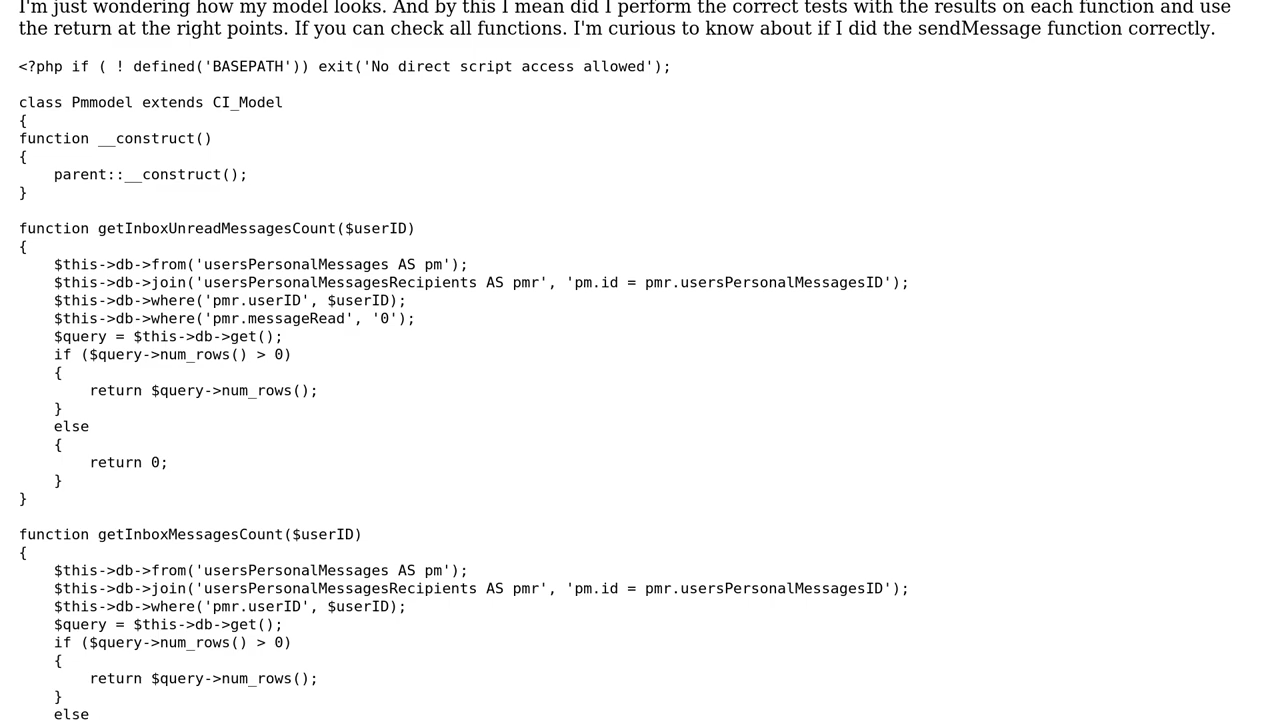 I'm just wondering how my model looks. And by this I mean did I perform the correct tests with the results on each function and use
the return at the right points. If you can check all functions. I'm curious to know about if I did the sendMessage function correctly.
<?php if ( ! defined('BASEPATH')) exit('No direct script access allowed');
class Pmmodel extends CI_Model
{
function __construct()
{
    parent::__construct();
}
function getInboxUnreadMessagesCount($userID)
{
    $this->db->from('usersPersonalMessages AS pm');
    $this->db->join('usersPersonalMessagesRecipients AS pmr', 'pm.id = pmr.usersPersonalMessagesID');
    $this->db->where('pmr.userID', $userID);
    $this->db->where('pmr.messageRead', '0');
    $query = $this->db->get();
    if ($query->num_rows() > 0)
    {
        return $query->num_rows();
    }
    else
    {
        return 0;
    }
}
function getInboxMessagesCount($userID)
{
    $this->db->from('usersPersonalMessages AS pm');
    $this->db->join('usersPersonalMessagesRecipients AS pmr', 'pm.id = pmr.usersPersonalMessagesID');
    $this->db->where('pmr.userID', $userID);
    $query = $this->db->get();
    if ($query->num_rows() > 0)
    {
        return $query->num_rows();
    }
    else